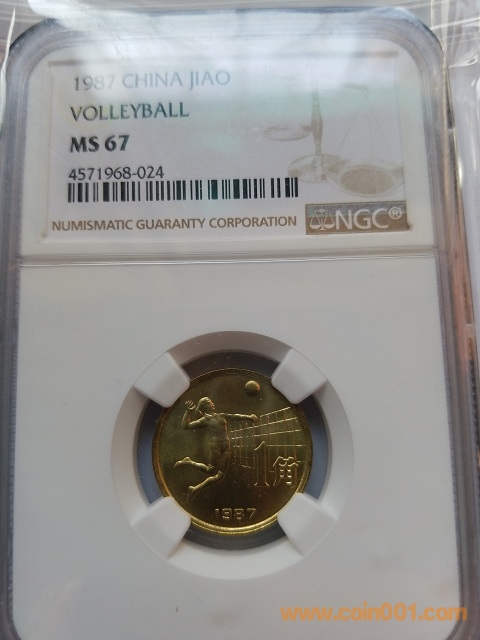 1987 CHINA JIAO
VOLLEYBALL
MS 67
4571968-024
NUMISMATIC GUARANTY CORPORATION
NGC®
1角
1987
www.coin001.com